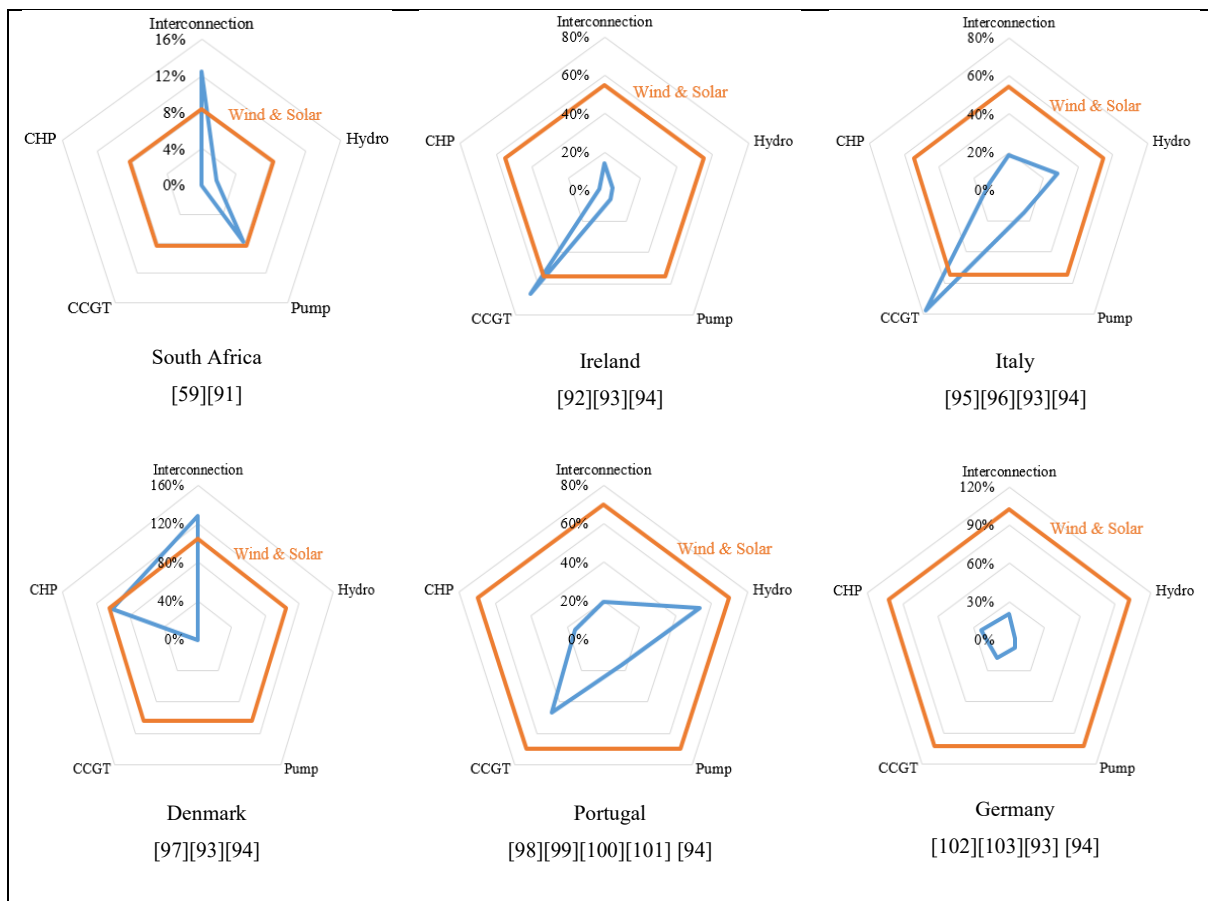 Interconnection
16%
12%
8%
4%
0%
Wind & Solar
CHP
Hydro
CCGT
Pump
South Africa
[59][91]
Interconnection
80%
60%
40%
20%
0%
Wind & Solar
CHP
Hydro
CCGT
Pump
Ireland
[92][93][94]
Interconnection
80%
60%
40%
20%
0%
Wind & Solar
CHP
Hydro
CCGT
Pump
Italy
[95][96][93][94]
Interconnection
160%
120%
80%
40%
0%
Wind & Solar
CHP
Hydro
CCGT
Pump
Denmark
[97][93][94]
Interconnection
80%
60%
40%
20%
0%
Wind & Solar
CHP
Hydro
CCGT
Pump
Portugal
[98][99][100][101] [94]
Interconnection
120%
90%
60%
30%
0%
Wind & Solar
CHP
Hydro
CCGT
Pump
Germany
[102][103][93] [94]